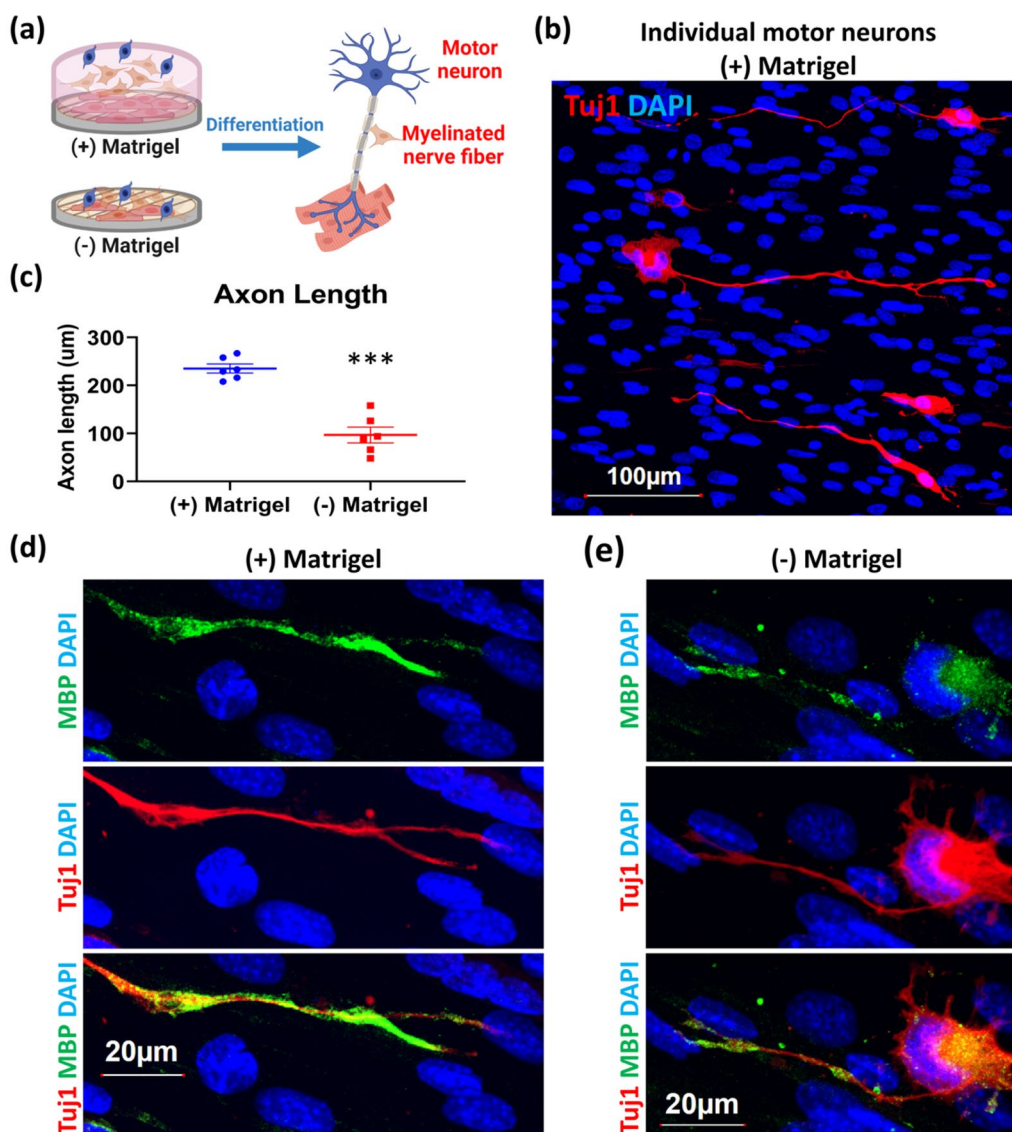 (a)
(+) Matrigel
(-) Matrigel
Differentiation
Motor
neuron
Myelinated
nerve fiber
(b)
Individual motor neurons
(+) Matrigel
Tuj1 DAPI
100µm
(c)
Axon Length
Axon length (um)
300
200
100
0
***
(+) Matrigel
(-) Matrigel
(d)
(+) Matrigel
MBP DAPI
Tuj1 DAPI
Tuj1 MBP DAPI
20µm
(e)
(-) Matrigel
MBP DAPI
Tuj1 DAPI
Tuj1 MBP DAPI
20µm